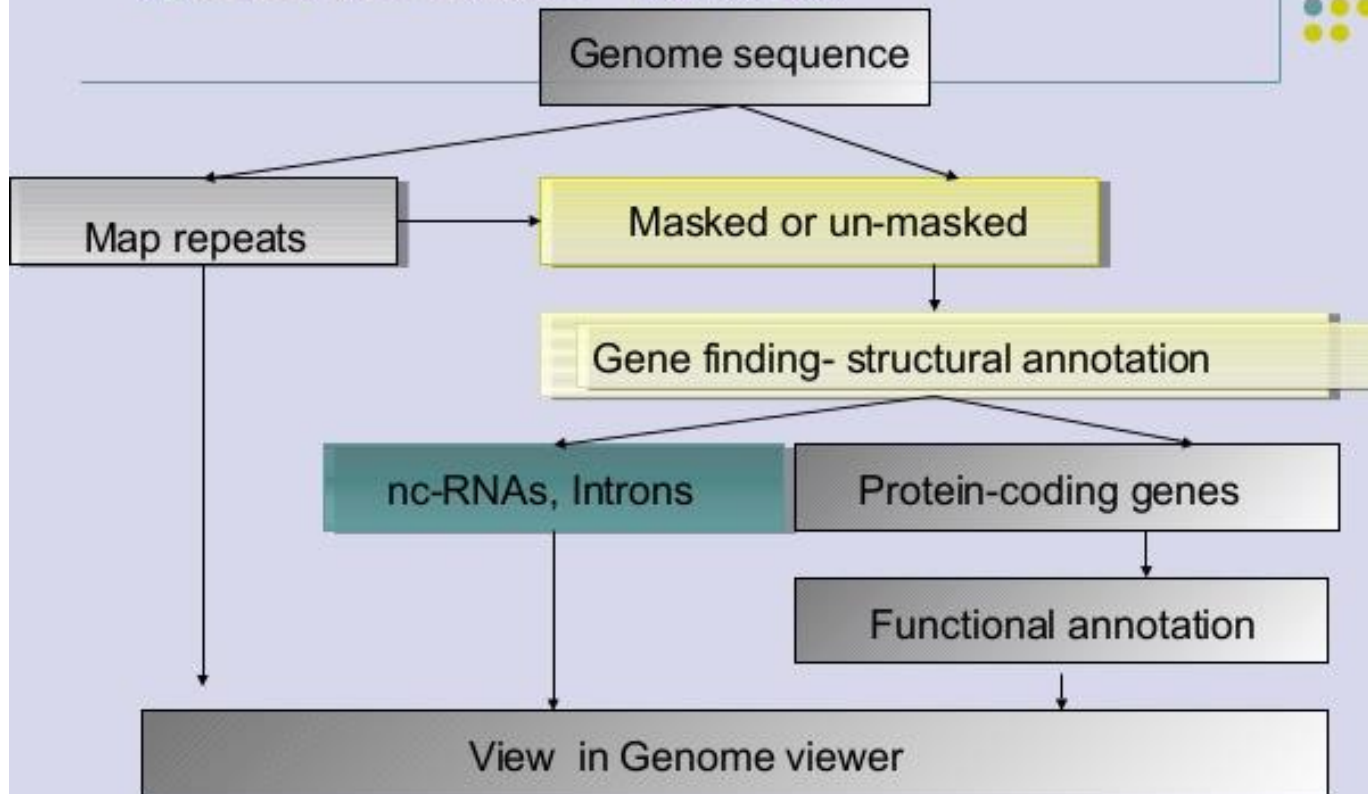 Genome sequence
Map repeats
Masked or un-masked
Gene finding- structural annotation
nc-RNAs, Introns
Protein-coding genes
Functional annotation
View in Genome viewer